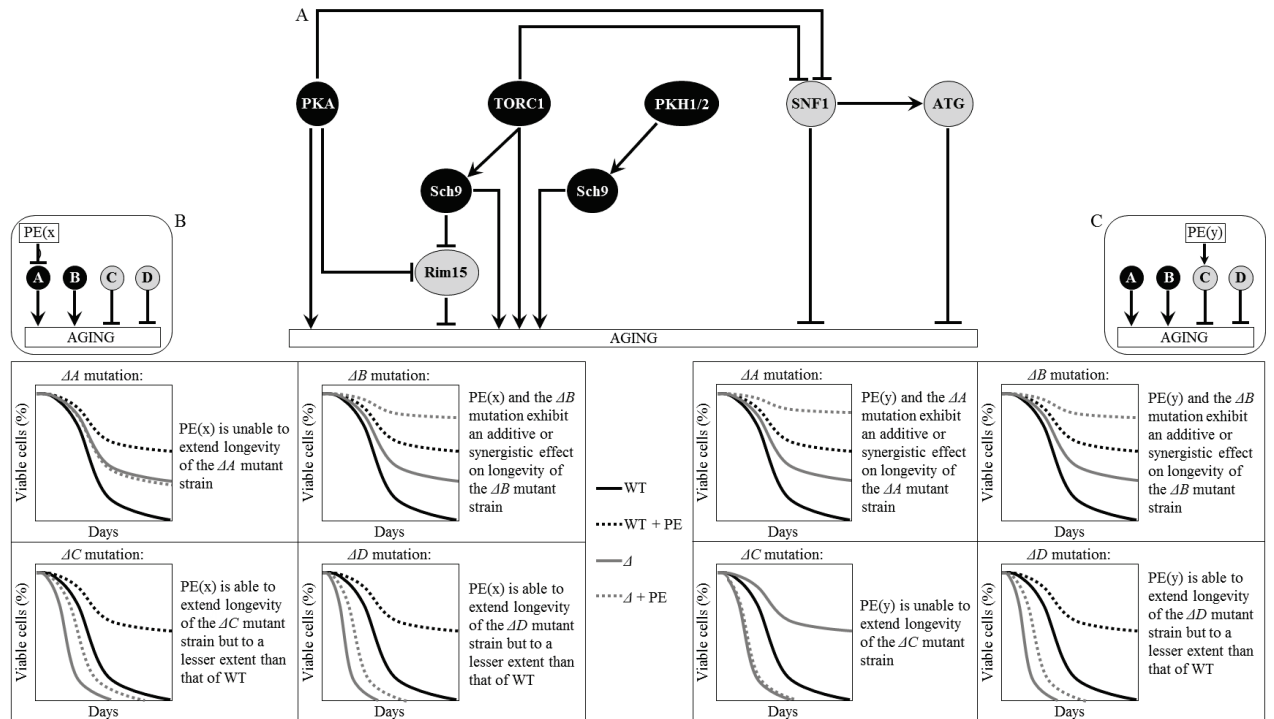 A
PKA
TORC1
PKH1/2
SNF1
ATG
Sch9
Sch9
Rim15
AGING
B
PE(x
A
B
C
D
AGING
C
PE(y)
A
B
C
D
AGING
ΔA mutation:
Viable cells (%)
Days
PE(x) is unable to
extend longevity
of the ΔA mutant
strain
ΔB mutation:
Viable cells (%)
Days
PE(x) and the ΔB
mutation exhibit
an additive or
synergistic effect
on longevity of
the ΔB mutant
strain
ΔC mutation:
Viable cells (%)
Days
PE(x) is able to
extend longevity
of the ΔC mutant
strain but to a
lesser extent than
that of WT
ΔD mutation:
Viable cells (%)
Days
PE(x) is able to
extend longevity
of the ΔD mutant
strain but to a
lesser extent than
that of WT
WT
WT + PE
Δ
Δ + PE
ΔA mutation:
Viable cells (%)
Days
PE(y) and the ΔA
mutation exhibit
an additive or
synergistic effect
on longevity of
the ΔA mutant
strain
ΔB mutation:
Viable cells (%)
Days
PE(y) and the ΔB
mutation exhibit
an additive or
synergistic effect
on longevity of
the ΔB mutant
strain
ΔC mutation:
Viable cells (%)
Days
PE(y) is unable to
extend longevity
of the ΔC mutant
strain
ΔD mutation:
Viable cells (%)
Days
PE(y) is able to
extend longevity
of the ΔD mutant
strain but to a
lesser extent than
that of WT